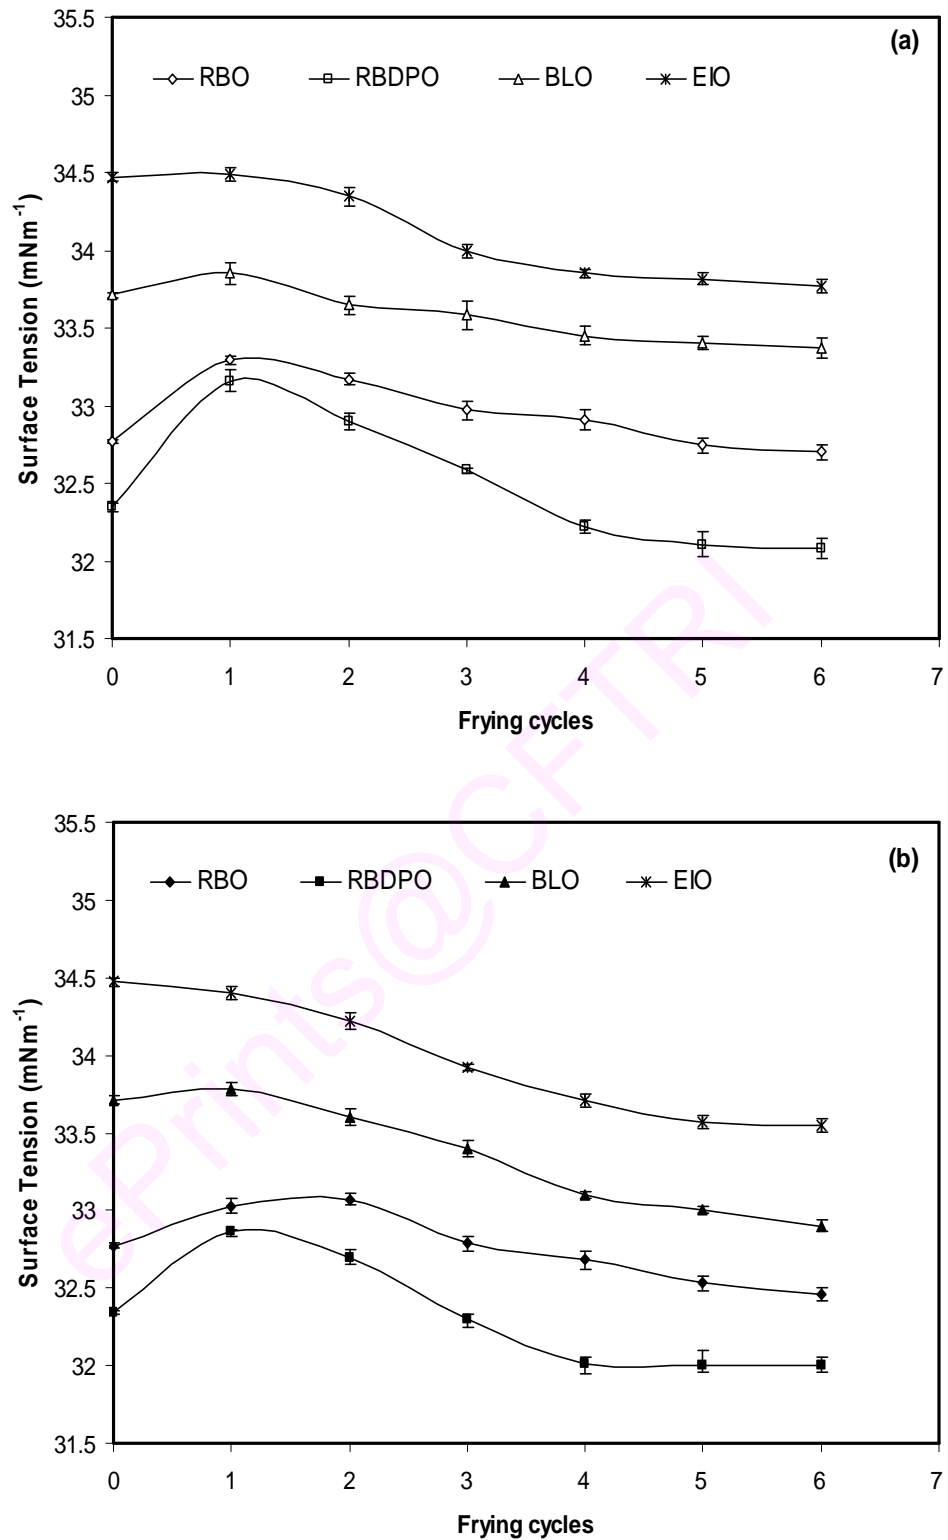 35.5
(a)
RBO RBDPO BLO EIO
35
34.5
34
33.5
33
32.5
32
31.5
Surface Tension (mNm⁻¹)
0 1 2 3 4 5 6 7
Frying cycles
ePrints@CFTRI
35.5
(b)
RBO RBDPO BLO EIO
35
34.5
34
33.5
33
32.5
32
31.5
Surface Tension (mNm⁻¹)
0 1 2 3 4 5 6 7
Frying cycles